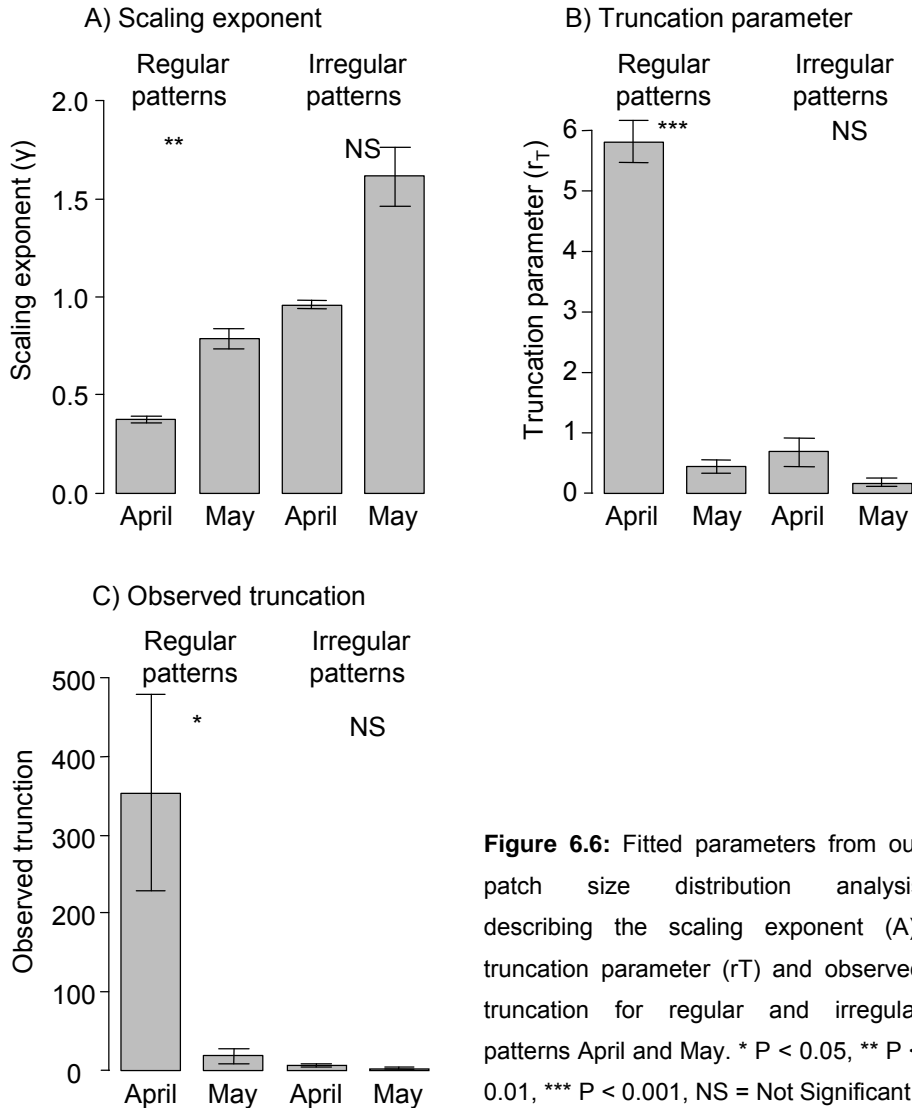 A) Scaling exponent
Regular patterns
Irregular patterns
**
NS
Scaling exponent (γ)
2.0
1.5
1.0
0.5
0.0
April May April May
B) Truncation parameter
Regular patterns
Irregular patterns
***
NS
Truncation parameter (rT)
6
5
4
3
2
1
0
April May April May
C) Observed truncation
Regular patterns
Irregular patterns
*
NS
Observed trunction
500
400
300
200
100
0
April May April May
Figure 6.6: Fitted parameters from ou
patch size distribution analysis
describing the scaling exponent (A)
truncation parameter (rT) and observed
truncation for regular and irregula
patterns April and May. * P < 0.05, ** P <
0.01, *** P < 0.001, NS = Not Significant